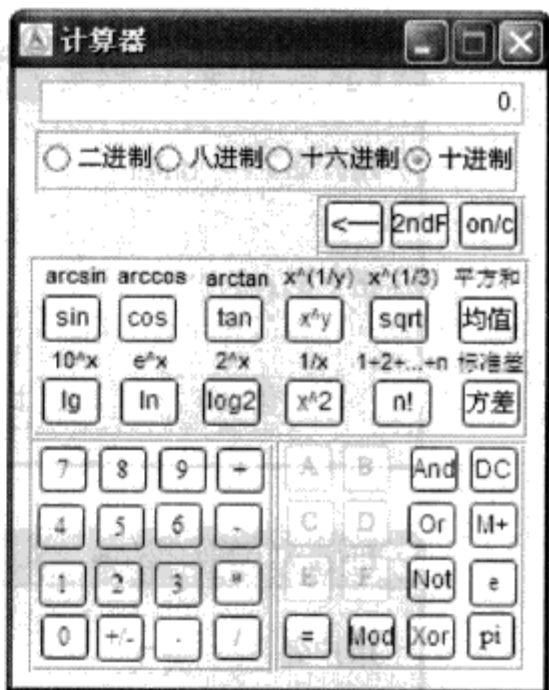 计算器
0.
二进制 八进制 十六进制 十进制
<— 2ndF on/c
arcsin arccos arctan x^(1/y) x^(1/3) 平方和
sin cos tan x^y sqrt 均值
10^x e^x 2^x 1/x 1+2+...+n 标准差
lg ln log2 x^2 n! 方差
7 8 9 + A B And DC
4 5 6 - C D Or M+
1 2 3 * E F Not e
0 +/- . / = Mod Xor pi